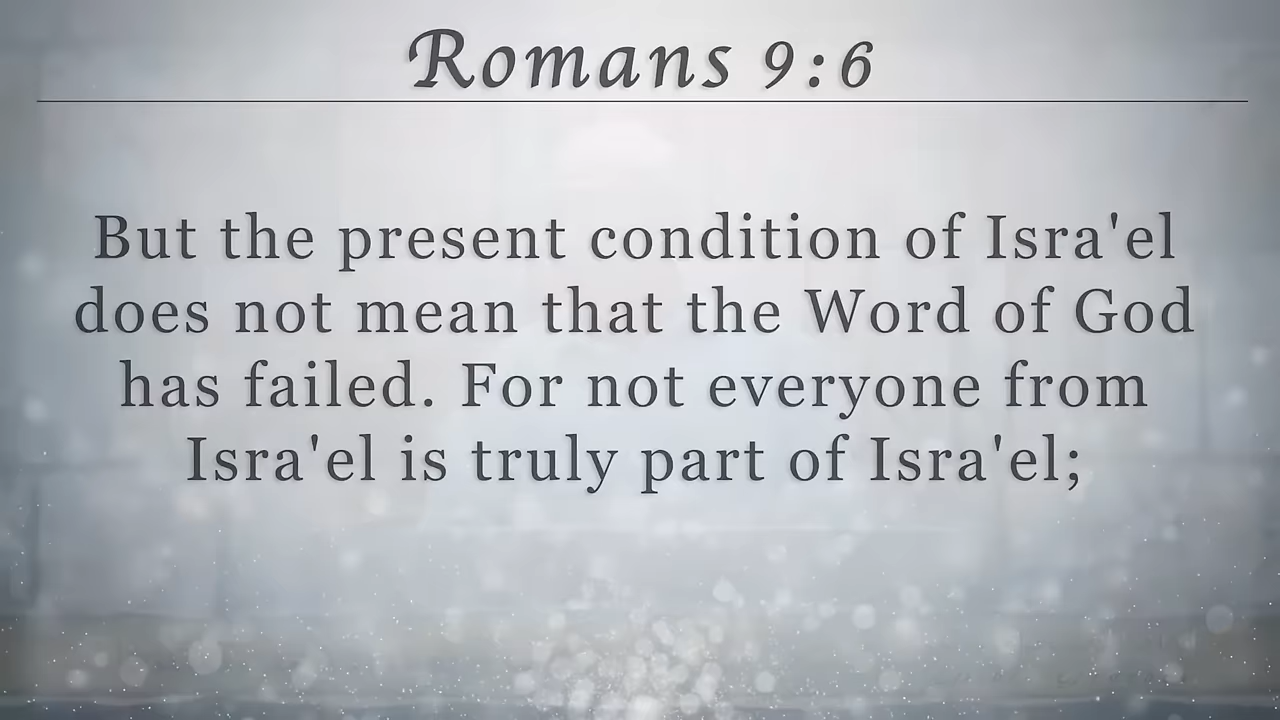 Romans 9:6
But the present condition of Isra'el
does not mean that the Word of God
has failed. For not everyone from
Isra'el is truly part of Isra'el;